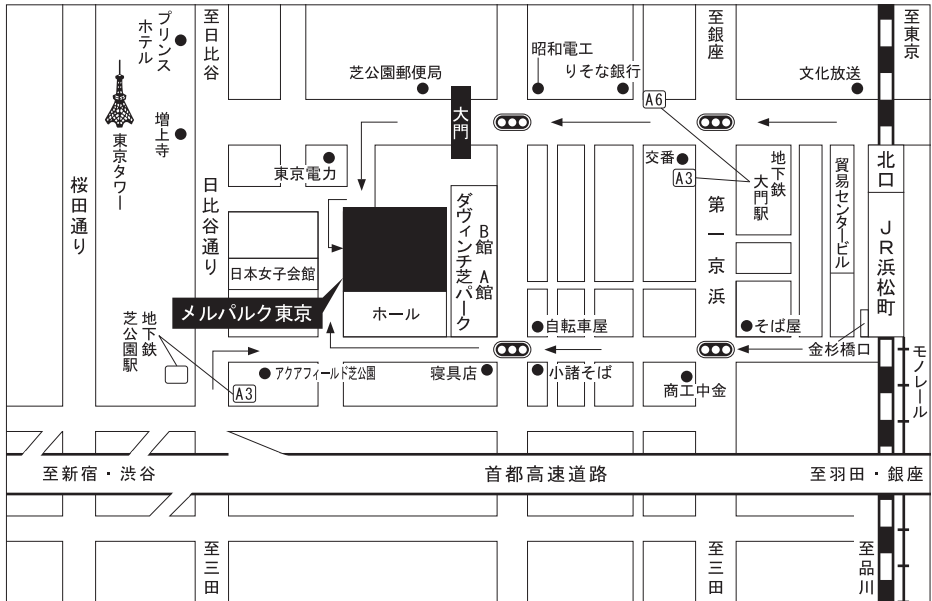 プリンス
ホテル
至日比谷
至銀座
至東京
昭和電工
芝公園郵便局
りそな銀行
文化放送
A6
大門
増上寺
東京タワー
東京電力
交番
A3
地下鉄
大門駅
貿易センタービル
北口
JR浜松町
桜田通り
日比谷通り
第一京浜
ダヴィンチ芝パーク
B館 A館
日本女子会館
メルパルク東京
ホール
地下鉄
芝公園駅
自転車屋
そば屋
金杉橋口
モノレール
アクアフィールド芝公園
寝具店
小諸そば
商工中金
A3
至新宿・渋谷
首都高速道路
至羽田・銀座
至三田
至三田
至品川